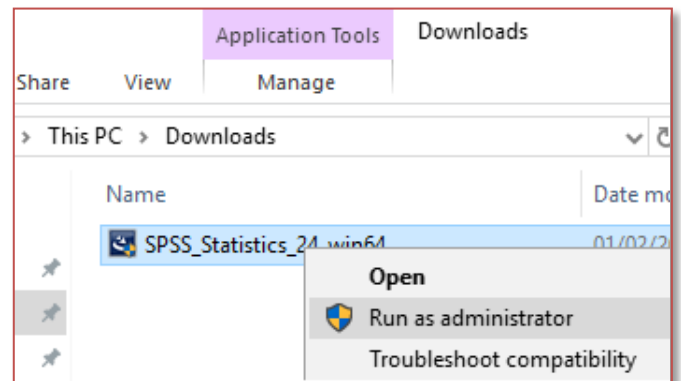 Application Tools Downloads
Share View Manage
> This PC > Downloads
Name Date mo
SPSS_Statistics_24_win64 01/02/2
Open
Run as administrator
Troubleshoot compatibility